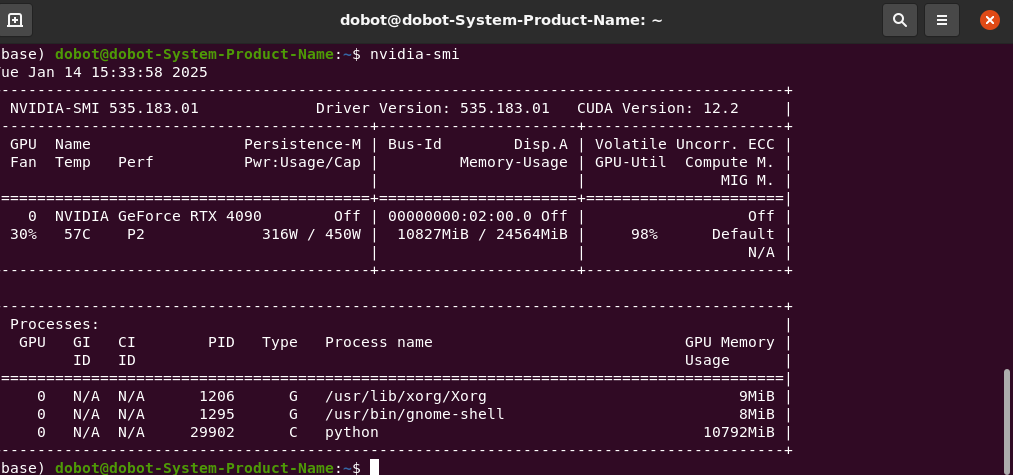 dobot@dobot-System-Product-Name: ~
base) dobot@dobot-System-Product-Name:~$ nvidia-smi
ue Jan 14 15:33:58 2025
---------------------------------------------------------------------------------------+
 NVIDIA-SMI 535.183.01             Driver Version: 535.183.01   CUDA Version: 12.2     |
-----------------------------------------+----------------------+----------------------+
 GPU  Name                 Persistence-M | Bus-Id        Disp.A | Volatile Uncorr. ECC |
 Fan  Temp   Perf          Pwr:Usage/Cap |         Memory-Usage | GPU-Util  Compute M. |
                                         |                      |               MIG M. |
=========================================+======================+======================|
   0  NVIDIA GeForce RTX 4090        Off | 00000000:02:00.0 Off |                  Off |
 30%   57C    P2             316W / 450W |  10827MiB / 24564MiB |     98%      Default |
                                         |                      |                  N/A |
-----------------------------------------+----------------------+----------------------+
---------------------------------------------------------------------------------------+
 Processes:                                                                            |
  GPU   GI   CI        PID   Type   Process name                            GPU Memory |
        ID   ID                                                             Usage      |
=======================================================================================|
    0   N/A  N/A      1206      G   /usr/lib/xorg/Xorg                            9MiB |
    0   N/A  N/A      1295      G   /usr/bin/gnome-shell                          8MiB |
    0   N/A  N/A     29902      C   python                                    10792MiB |
---------------------------------------------------------------------------------------+
base) dobot@dobot-System-Product-Name:~$